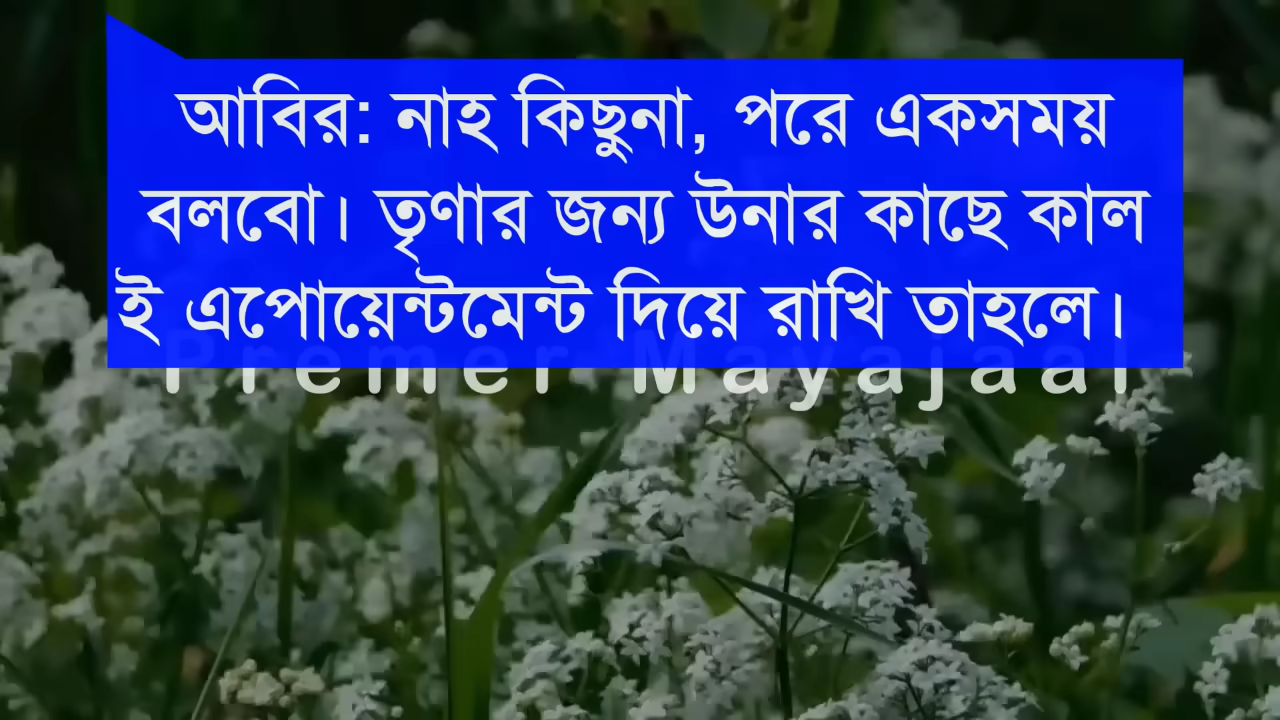 আবির: নাহ কিছুনা, পরে একসময়
বলবো। তৃণার জন্য উনার কাছে কাল
ই এপোয়েন্টমেন্ট দিয়ে রাখি তাহলে।
Premer Mayajaal